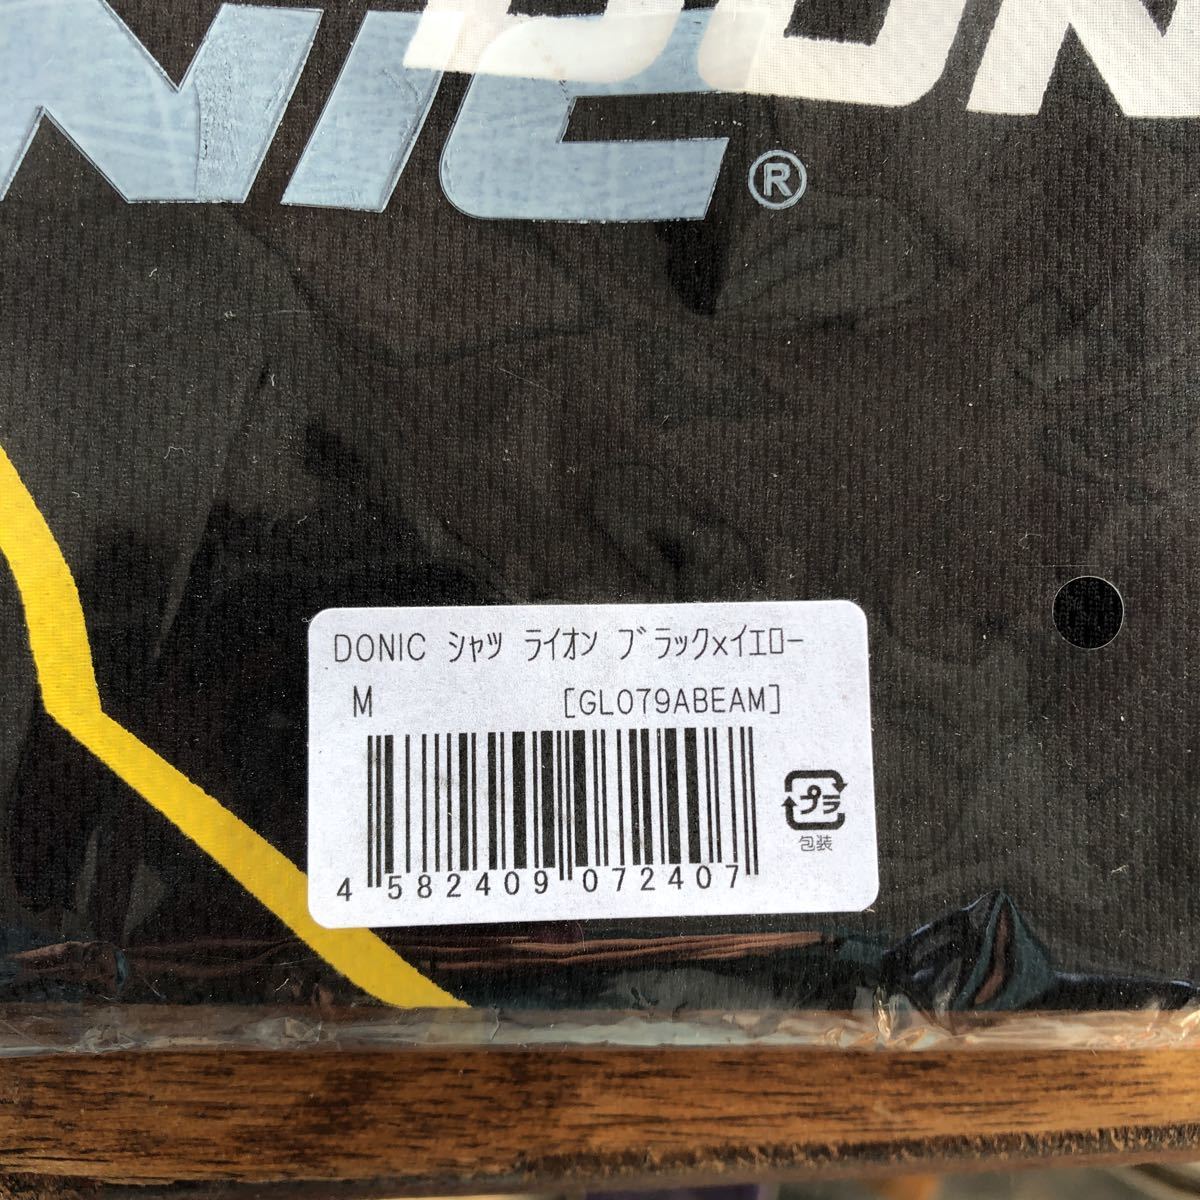 NIC®
DON
DONIC シャツ ライオン ブラック×イエロー
M [GL079ABEAM]
プラ
包装
4 582409 072407